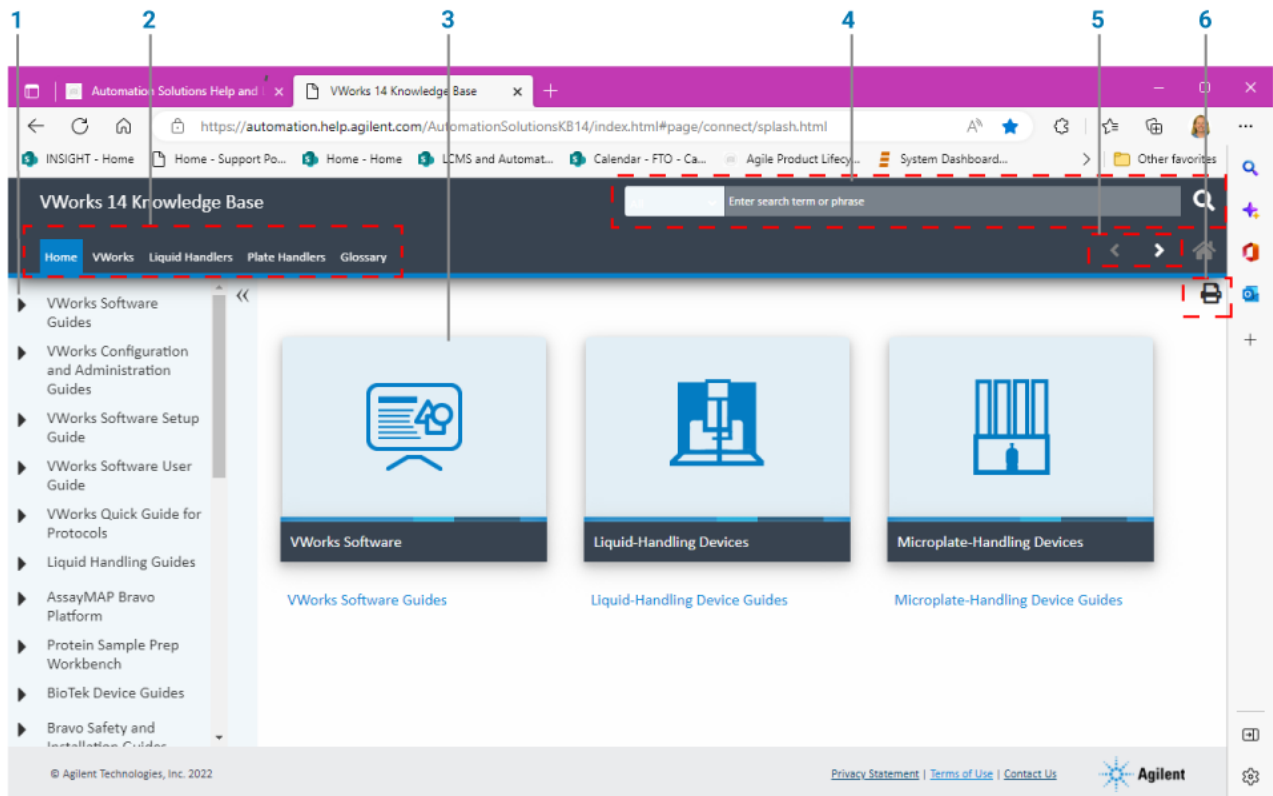 1 2 3 4 5 6
Automation Solutions Help and
VWorks 14 Knowledge Base
https://automation.help.agilent.com/AutomationSolutionsKB14/index.html#page/connect/splash.html
INSIGHT - Home
Home - Support Po...
Home - Home
LCMS and Automat...
Calendar - FTO - Ca...
Agile Product Lifecy...
System Dashboard...
Other favorites
VWorks 14 Knowledge Base
All
Enter search term or phrase
Home VWorks Liquid Handlers Plate Handlers Glossary
VWorks Software
Guides
VWorks Configuration
and Administration
Guides
VWorks Software Setup
Guide
VWorks Software User
Guide
VWorks Quick Guide for
Protocols
Liquid Handling Guides
AssayMAP Bravo
Platform
Protein Sample Prep
Workbench
BioTek Device Guides
Bravo Safety and
Installation Guides
VWorks Software
Liquid-Handling Devices
Microplate-Handling Devices
VWorks Software Guides
Liquid-Handling Device Guides
Microplate-Handling Device Guides
© Agilent Technologies, Inc. 2022
Privacy Statement | Terms of Use | Contact Us
Agilent